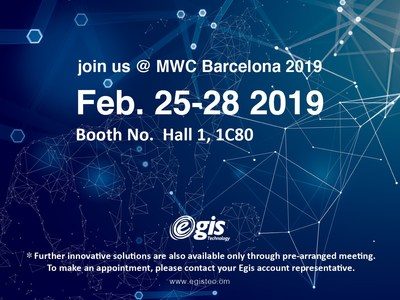 join us @ MWC Barcelona 2019
Feb. 25-28 2019
Booth No. Hall 1, 1C80
egis
Technology
* Further innovative solutions are also available only through pre-arranged meeting.
To make an appointment, please contact your Egis account representative.
www.egistec.com